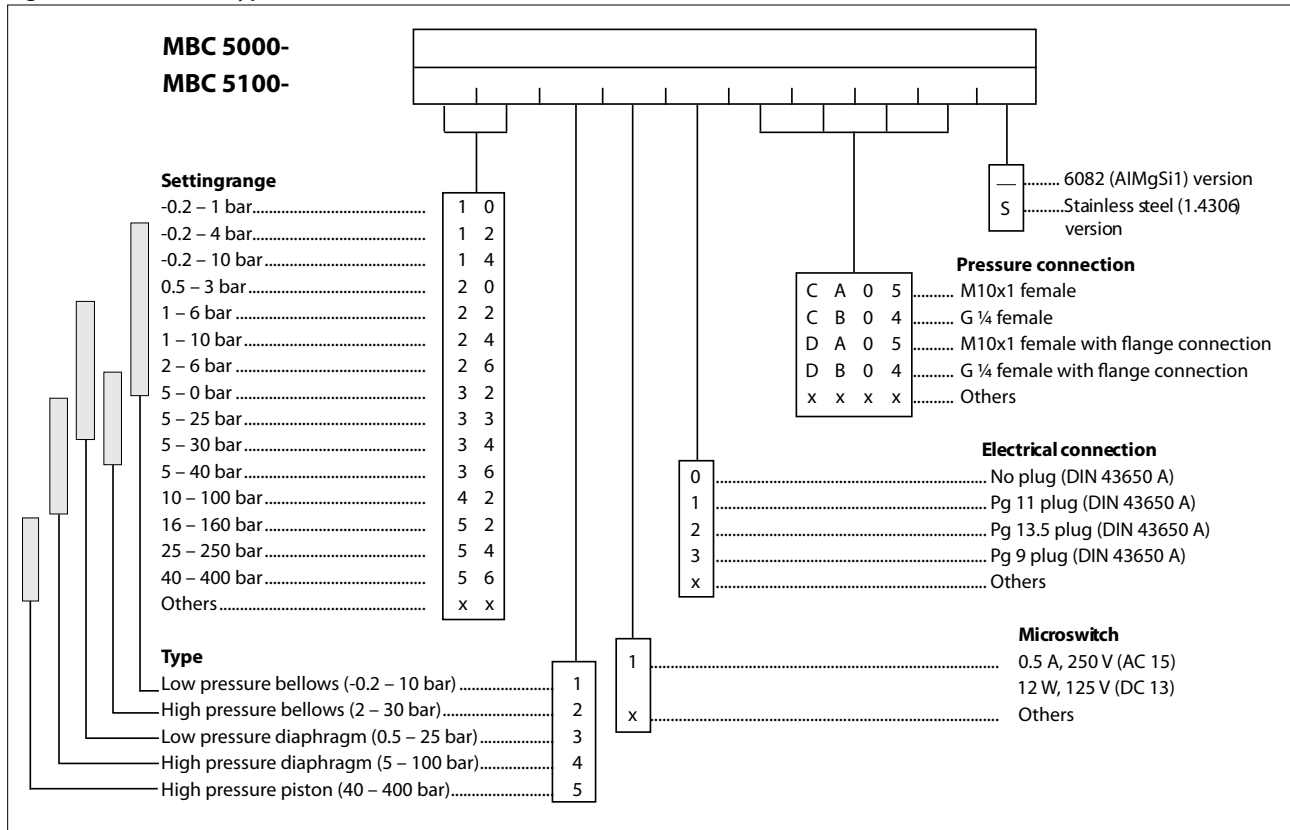 MBC 5000-
MBC 5100-
Settingrange
-0.2 – 1 bar 1 0
-0.2 – 4 bar 1 2
-0.2 – 10 bar 1 4
0.5 – 3 bar 2 0
1 – 6 bar 2 2
1 – 10 bar 2 4
2 – 6 bar 2 6
5 – 0 bar 3 2
5 – 25 bar 3 3
5 – 30 bar 3 4
5 – 40 bar 3 6
10 – 100 bar 4 2
16 – 160 bar 5 2
25 – 250 bar 5 4
40 – 400 bar 5 6
Others x x
Type
Low pressure bellows (-0.2 – 10 bar) 1
High pressure bellows (2 – 30 bar) 2
Low pressure diaphragm (0.5 – 25 bar) 3
High pressure diaphragm (5 – 100 bar) 4
High pressure piston (40 – 400 bar) 5
— 6082 (AlMgSi1) version
S Stainless steel (1.4306)
version
Pressure connection
C A 0 5 M10x1 female
C B 0 4 G ¼ female
D A 0 5 M10x1 female with flange connection
D B 0 4 G ¼ female with flange connection
x x x x Others
Electrical connection
0 No plug (DIN 43650 A)
1 Pg 11 plug (DIN 43650 A)
2 Pg 13.5 plug (DIN 43650 A)
3 Pg 9 plug (DIN 43650 A)
x Others
Microswitch
1 0.5 A, 250 V (AC 15)
12 W, 125 V (DC 13)
x Others